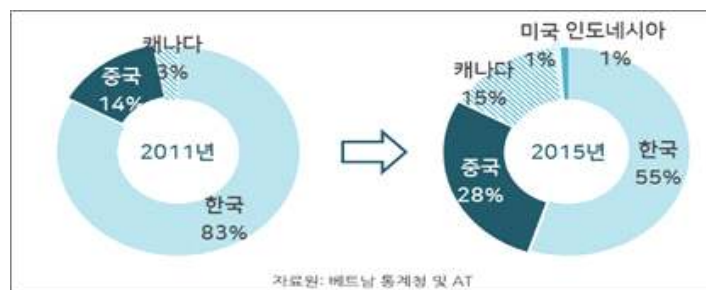 캐나다
3%
중국
14%
2011년
한국
83%
미국 인도네시아
1% 1%
캐나다
15%
중국
28%
2015년
한국
55%
자료원: 베트남 통계청 및 AT